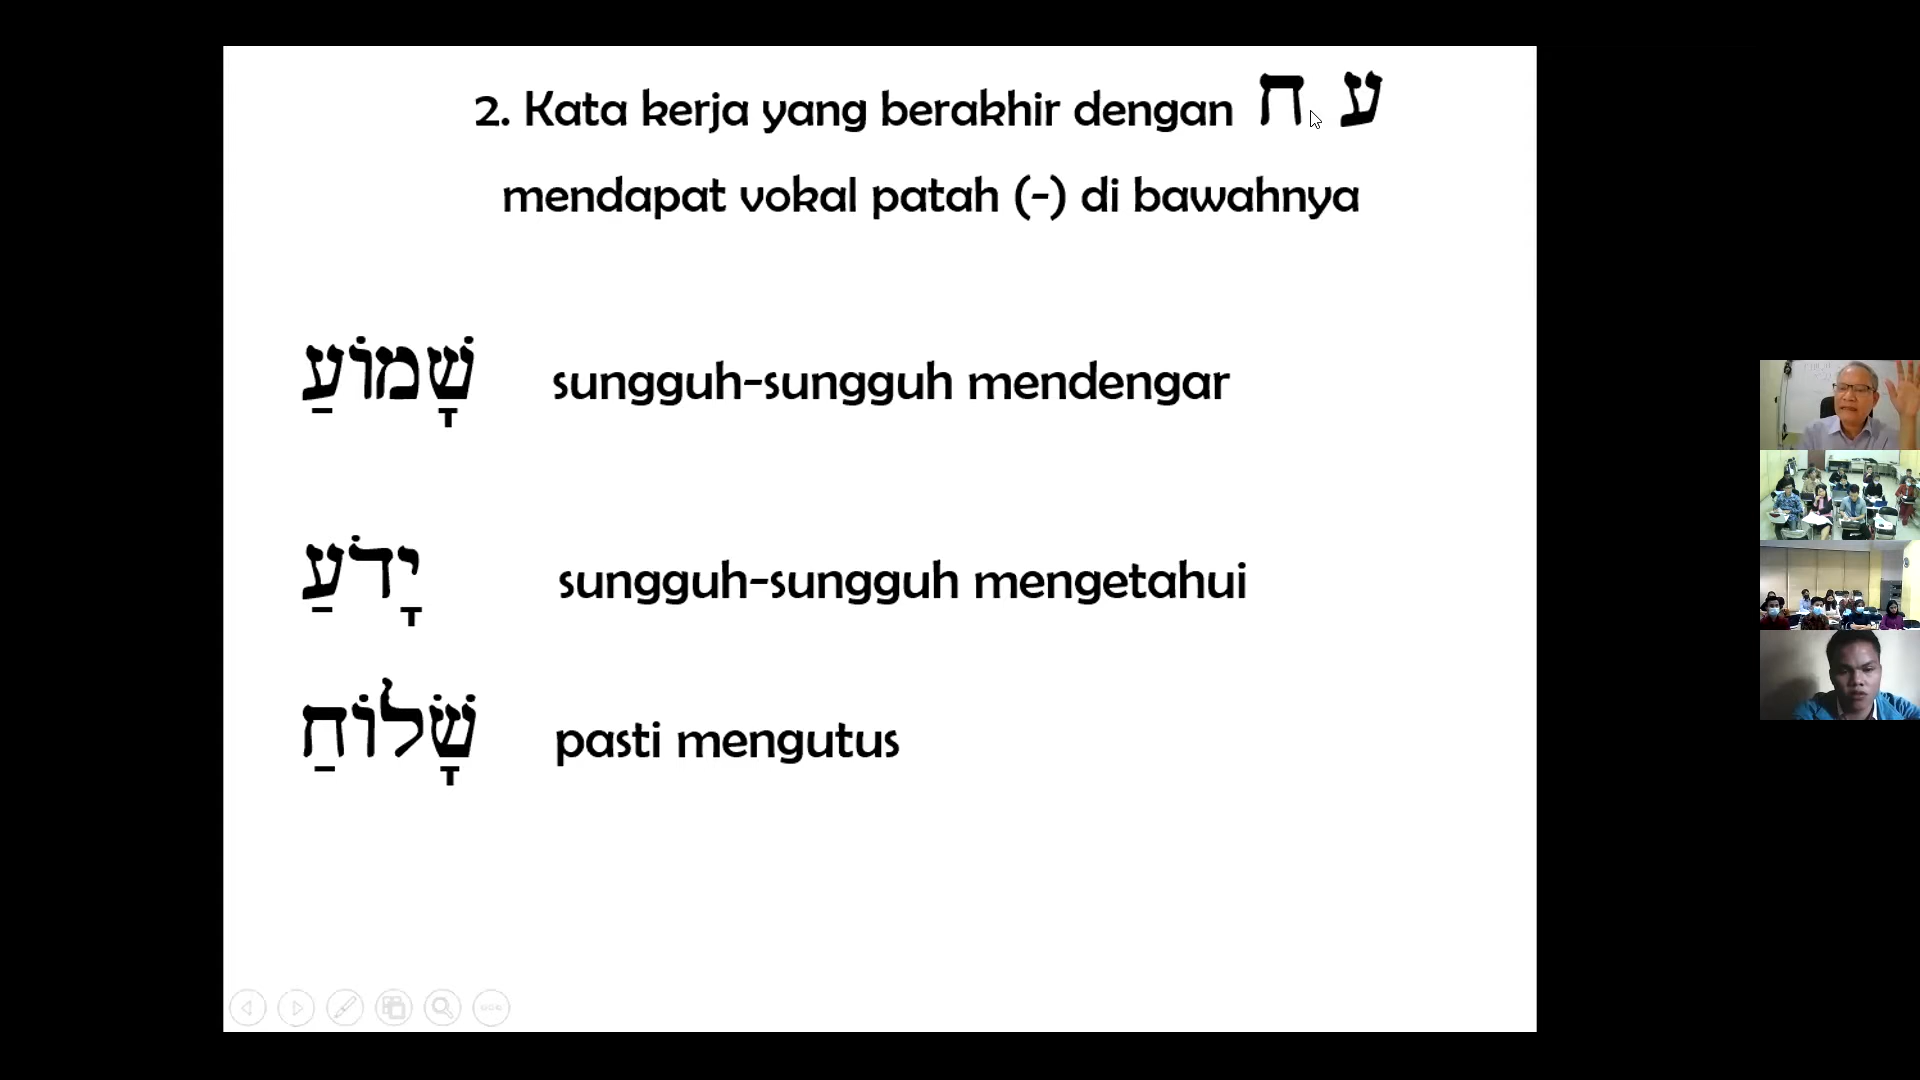 2. Kata kerja yang berakhir dengan ח ע
mendapat vokal patah (-) di bawahnya
שָׁמוֹעַ sungguh-sungguh mendengar
יָדֹעַ sungguh-sungguh mengetahui
שָׁׂלוֹחַ pasti mengutus